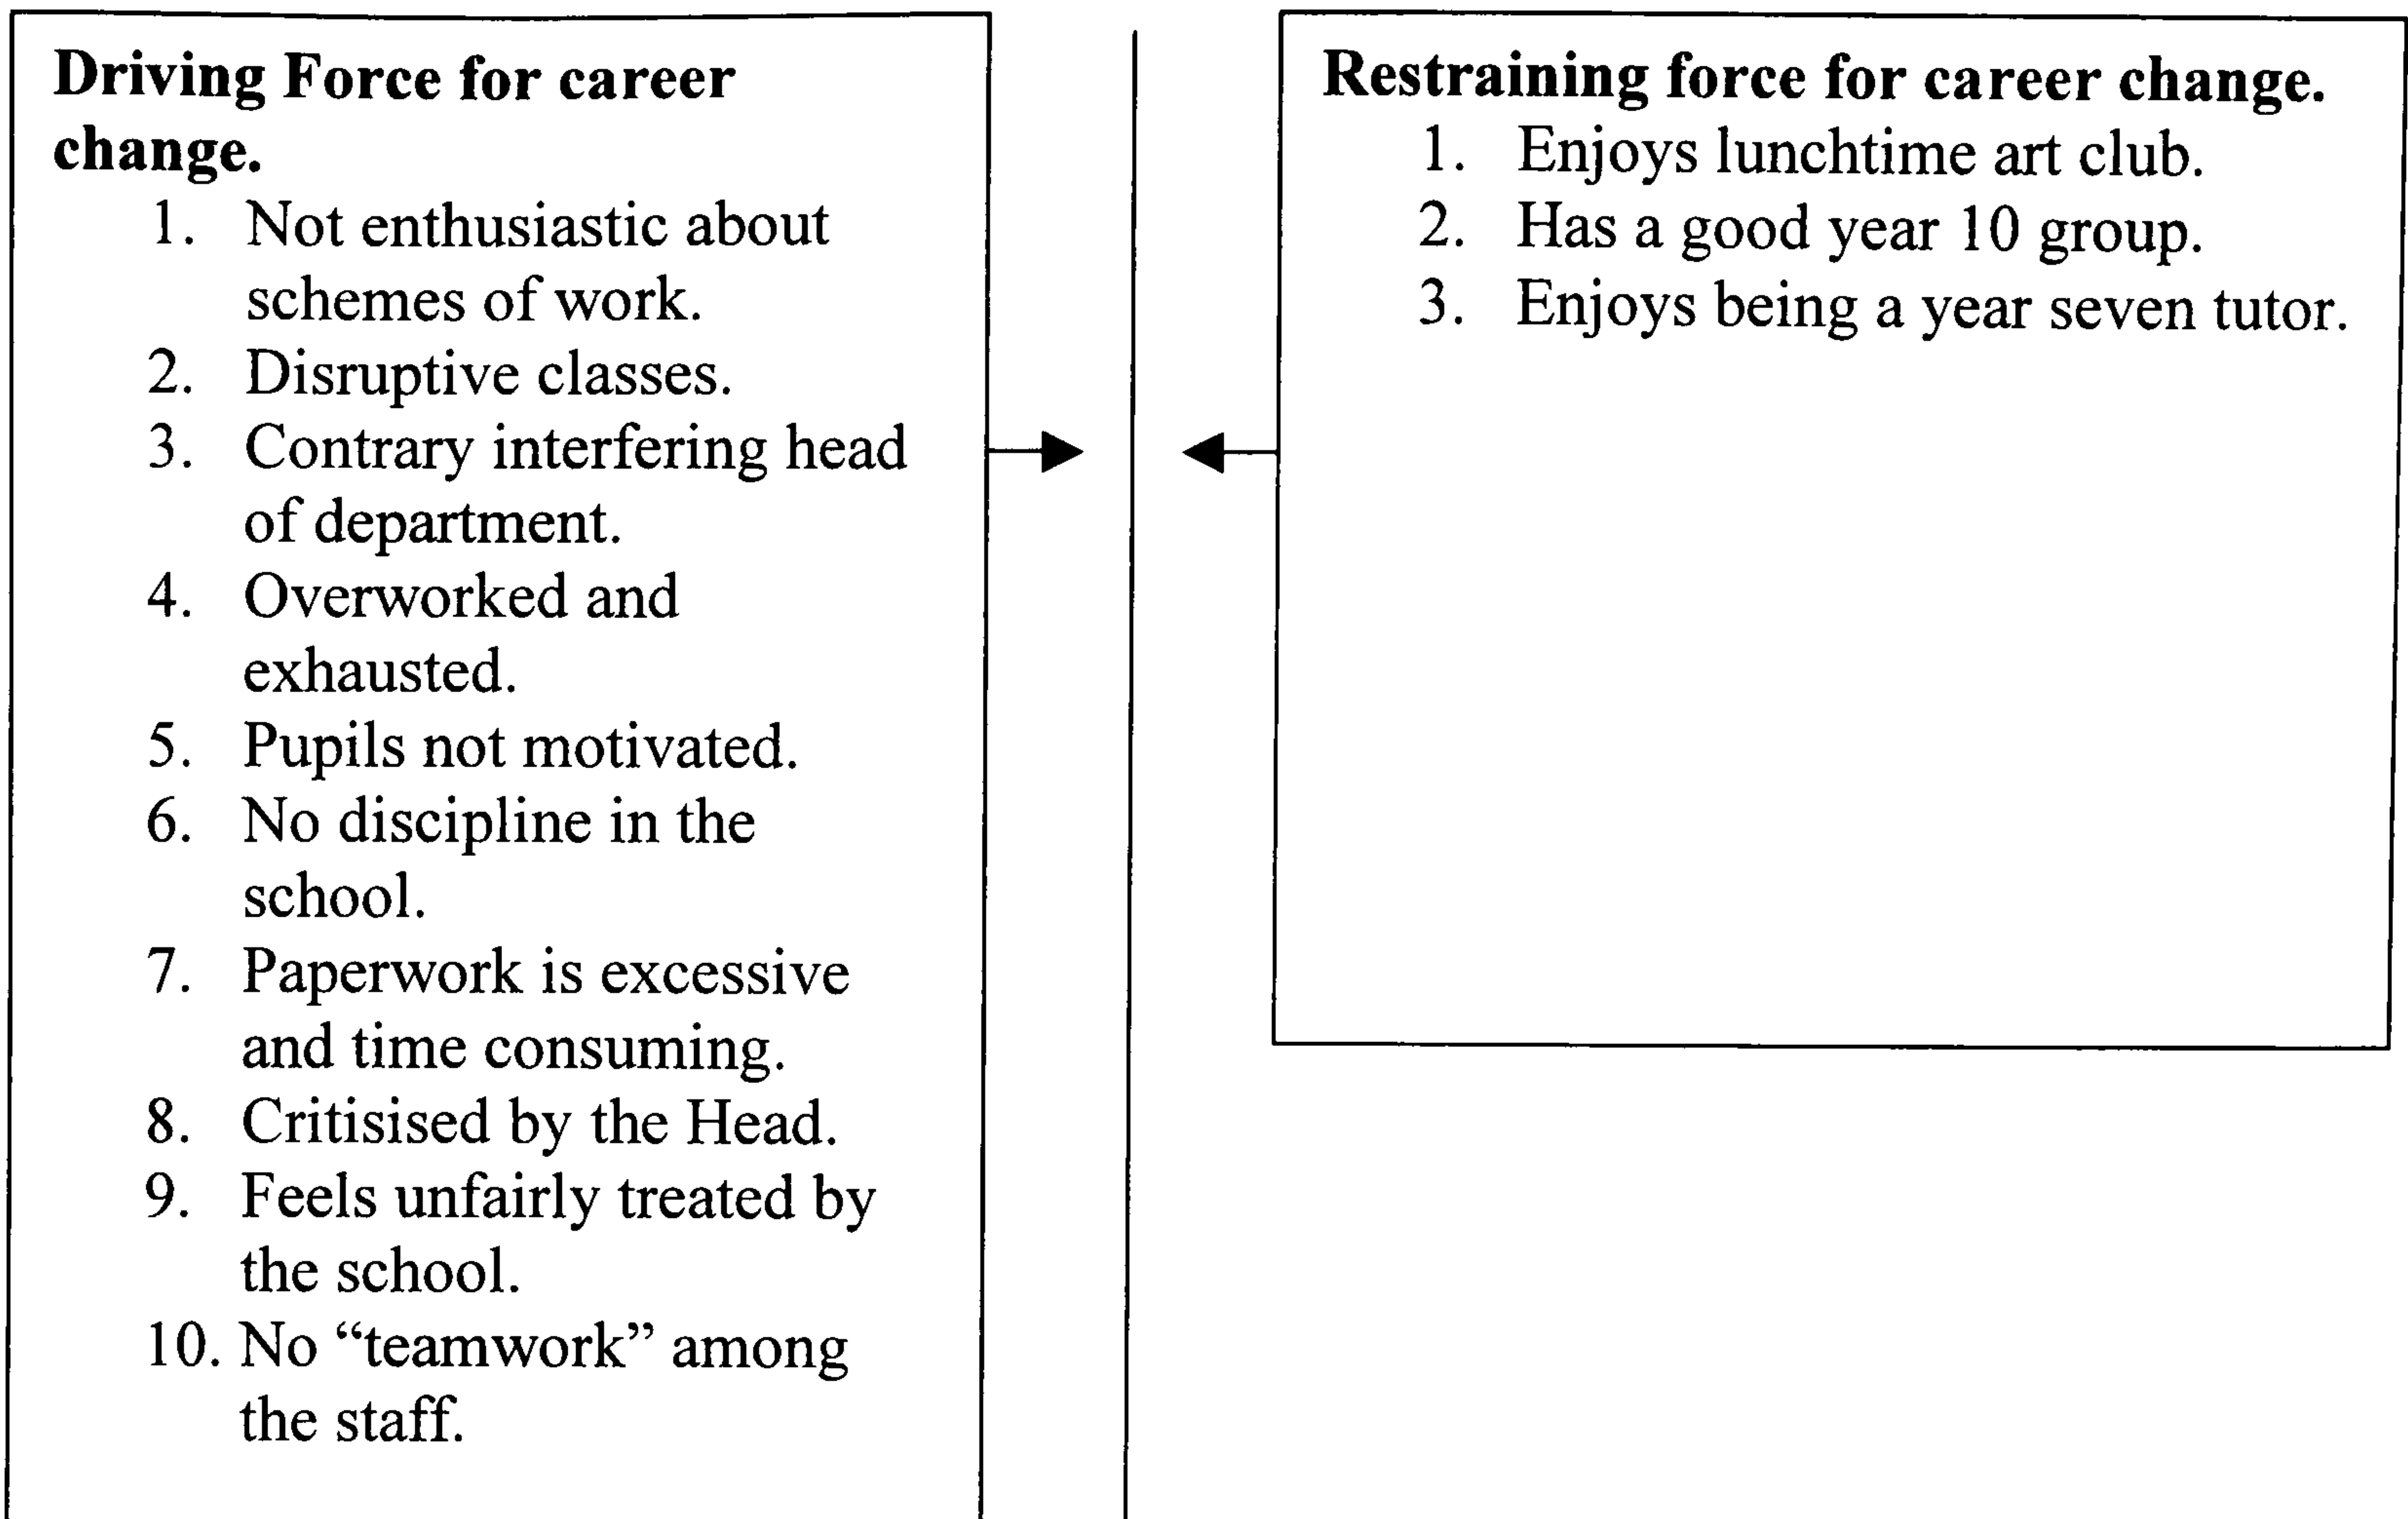 Driving Force for career
change.
1. Not enthusiastic about
schemes of work.
2. Disruptive classes.
3. Contrary interfering head
of department.
4. Overworked and
exhausted.
5. Pupils not motivated.
6. No discipline in the
school.
7. Paperwork is excessive
and time consuming.
8. Critisised by the Head.
9. Feels unfairly treated by
the school.
10. No “teamwork” among
the staff.
Restraining force for career change.
1. Enjoys lunchtime art club.
2. Has a good year 10 group.
3. Enjoys being a year seven tutor.